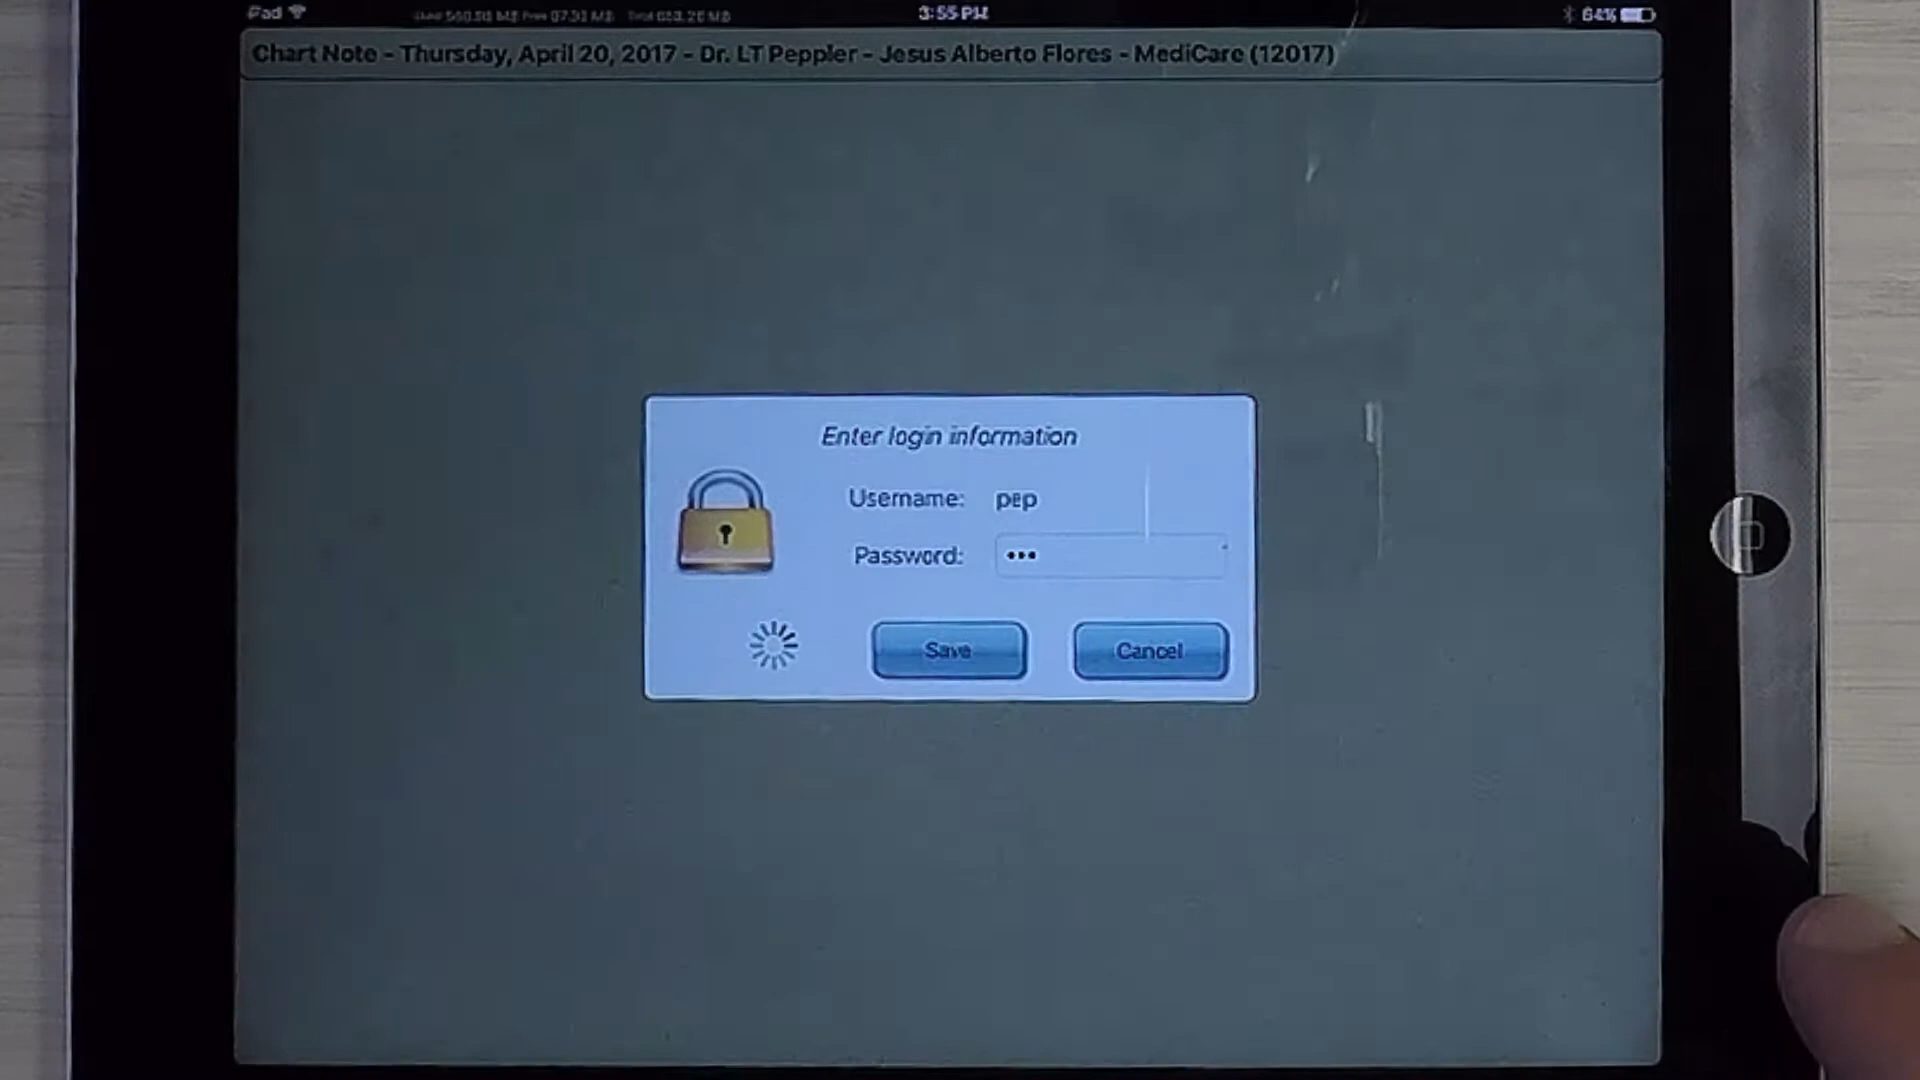 iPad 3:55 PM 64%
Chart Note - Thursday, April 20, 2017 - Dr. LT Peppler - Jesus Alberto Flores - MediCare (12017)
Enter login information
Username: pep
Password: •••
Save Cancel